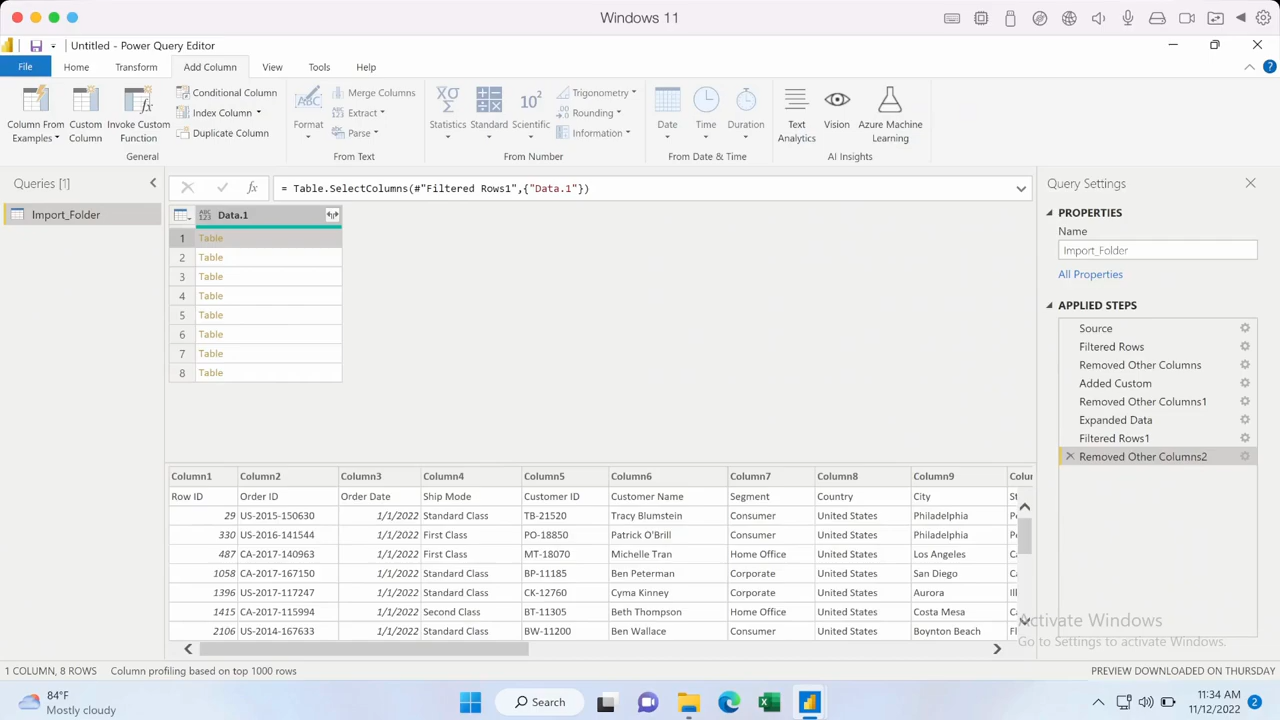 Windows 11
Untitled - Power Query Editor
File Home Transform Add Column View Tools Help
Column From Examples
Custom Column
Invoke Custom Function
Conditional Column
Index Column
Duplicate Column
General
ABC
Format
Merge Columns
Extract
Parse
From Text
Statistics
Standard
Scientific
Trigonometry
Rounding
Information
From Number
Date
Time
Duration
From Date & Time
Text Analytics
Vision
Azure Machine Learning
AI Insights
Queries [1]
Import_Folder
= Table.SelectColumns(#"Filtered Rows1",{"Data.1"})
ABC 123 Data.1
1 Table
2 Table
3 Table
4 Table
5 Table
6 Table
7 Table
8 Table
Column1 Column2 Column3 Column4 Column5 Column6 Column7 Column8 Column9 Colur
Row ID Order ID Order Date Ship Mode Customer ID Customer Name Segment Country City St
29 US-2015-150630 1/1/2022 Standard Class TB-21520 Tracy Blumstein Consumer United States Philadelphia
330 US-2016-141544 1/1/2022 First Class PO-18850 Patrick O'Brill Consumer United States Philadelphia
487 CA-2017-140963 1/1/2022 First Class MT-18070 Michelle Tran Home Office United States Los Angeles
1058 CA-2017-167150 1/1/2022 Standard Class BP-11185 Ben Peterman Corporate United States San Diego
1396 US-2017-117247 1/1/2022 Standard Class CK-12760 Cyma Kinney Corporate United States Aurora
1415 CA-2017-115994 1/1/2022 Second Class BT-11305 Beth Thompson Home Office United States Costa Mesa
2106 US-2014-167633 1/1/2022 Standard Class BW-11200 Ben Wallace Consumer United States Boynton Beach
Query Settings
PROPERTIES
Name
Import_Folder
All Properties
APPLIED STEPS
Source
Filtered Rows
Removed Other Columns
Added Custom
Removed Other Columns1
Expanded Data
Filtered Rows1
Removed Other Columns2
Activate Windows
Go to Settings to activate Windows.
1 COLUMN, 8 ROWS Column profiling based on top 1000 rows
PREVIEW DOWNLOADED ON THURSDAY
84°F
Mostly cloudy
Search
11:34 AM
11/12/2022
2